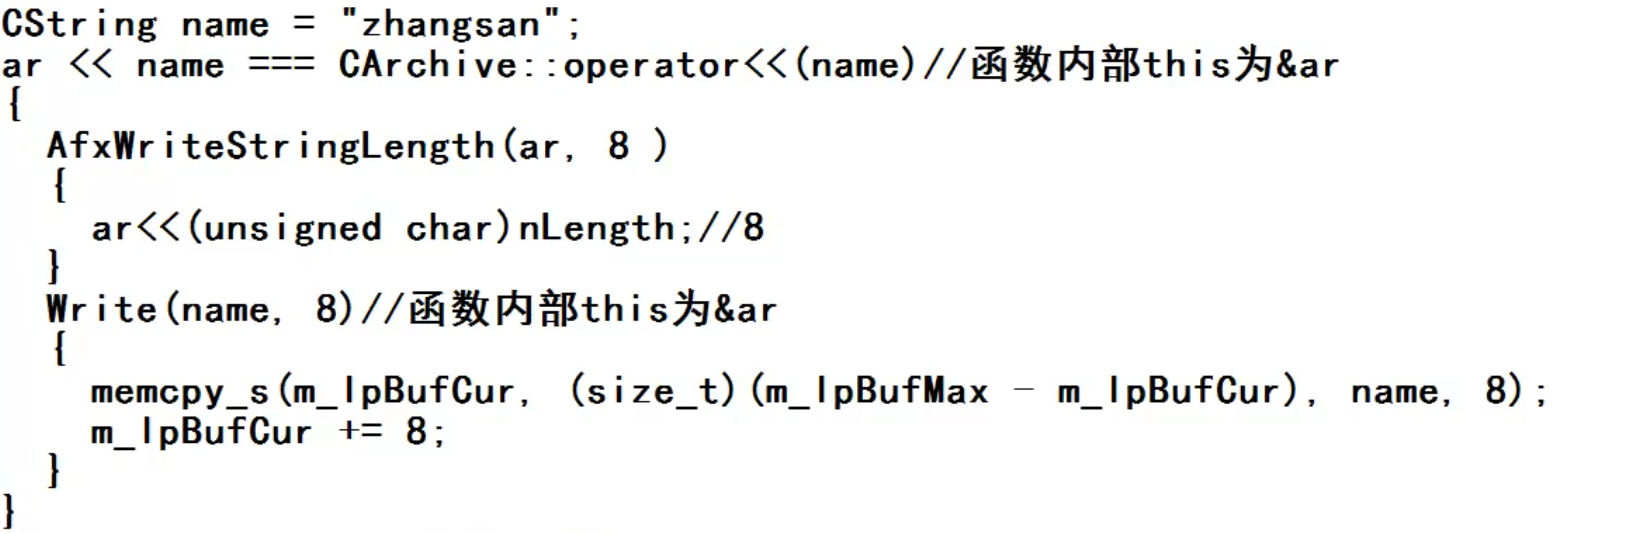 CString name = "zhangsan";
ar << name === CArchive::operator<<(name)//函数内部this为&ar
{
AfxWriteStringLength(ar, 8 )
{
ar<<(unsigned char)nLength;//8
}
Write(name, 8)//函数内部this为&ar
{
memcpy_s(m_lpBufCur, (size_t)(m_lpBufMax - m_lpBufCur), name, 8);
m_lpBufCur += 8;
}
}